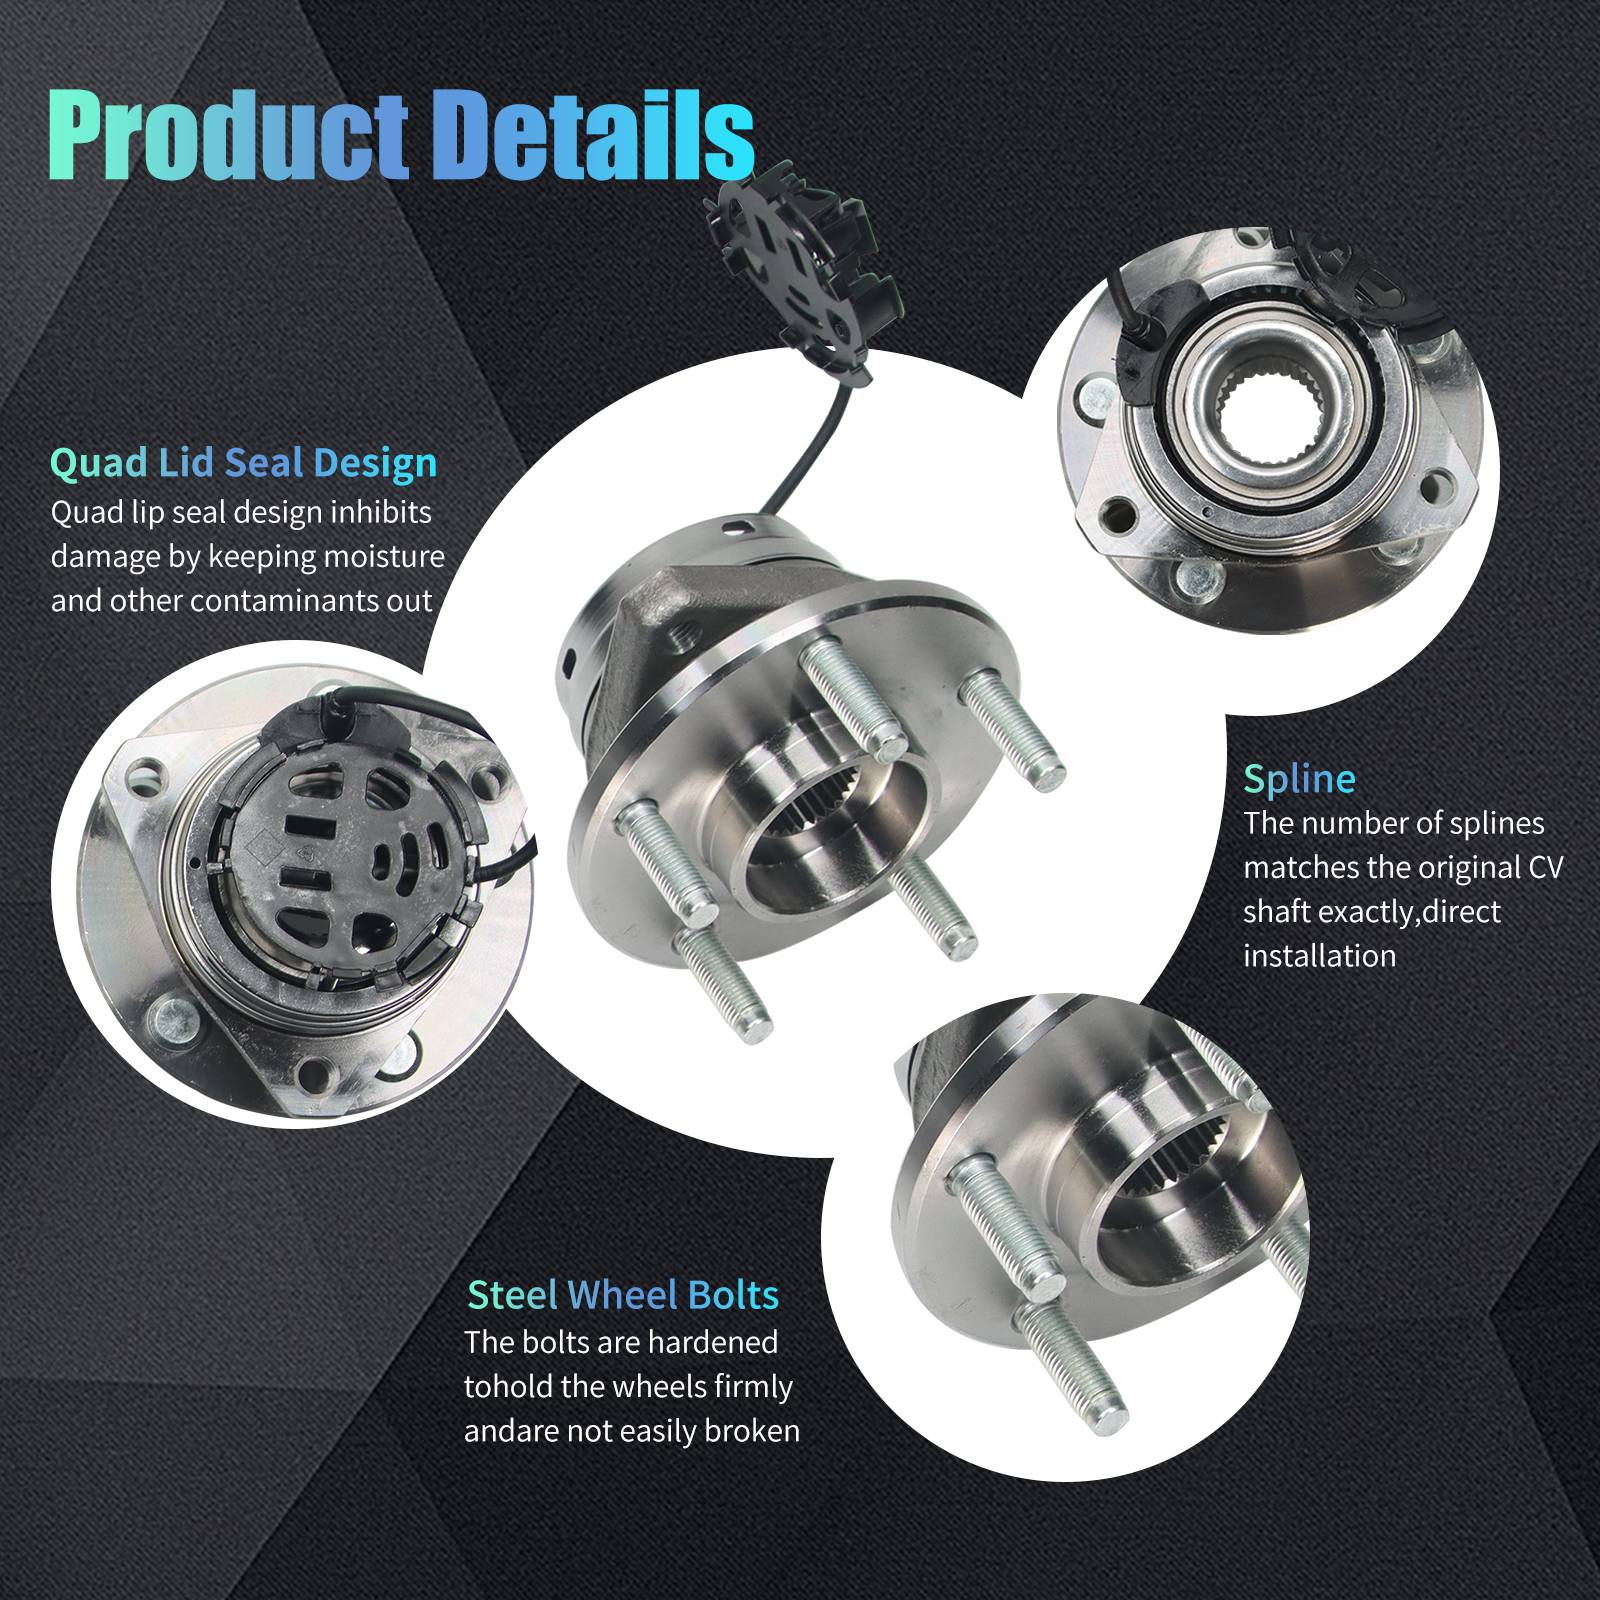 Product Details
Quad Lid Seal Design
Quad lip seal design inhibits
damage by keeping moisture
and other contaminants out
Spline
The number of splines
matches the original CV
shaft exactly,direct
installation
Steel Wheel Bolts
The bolts are hardened
tohold the wheels firmly
andare not easily broken